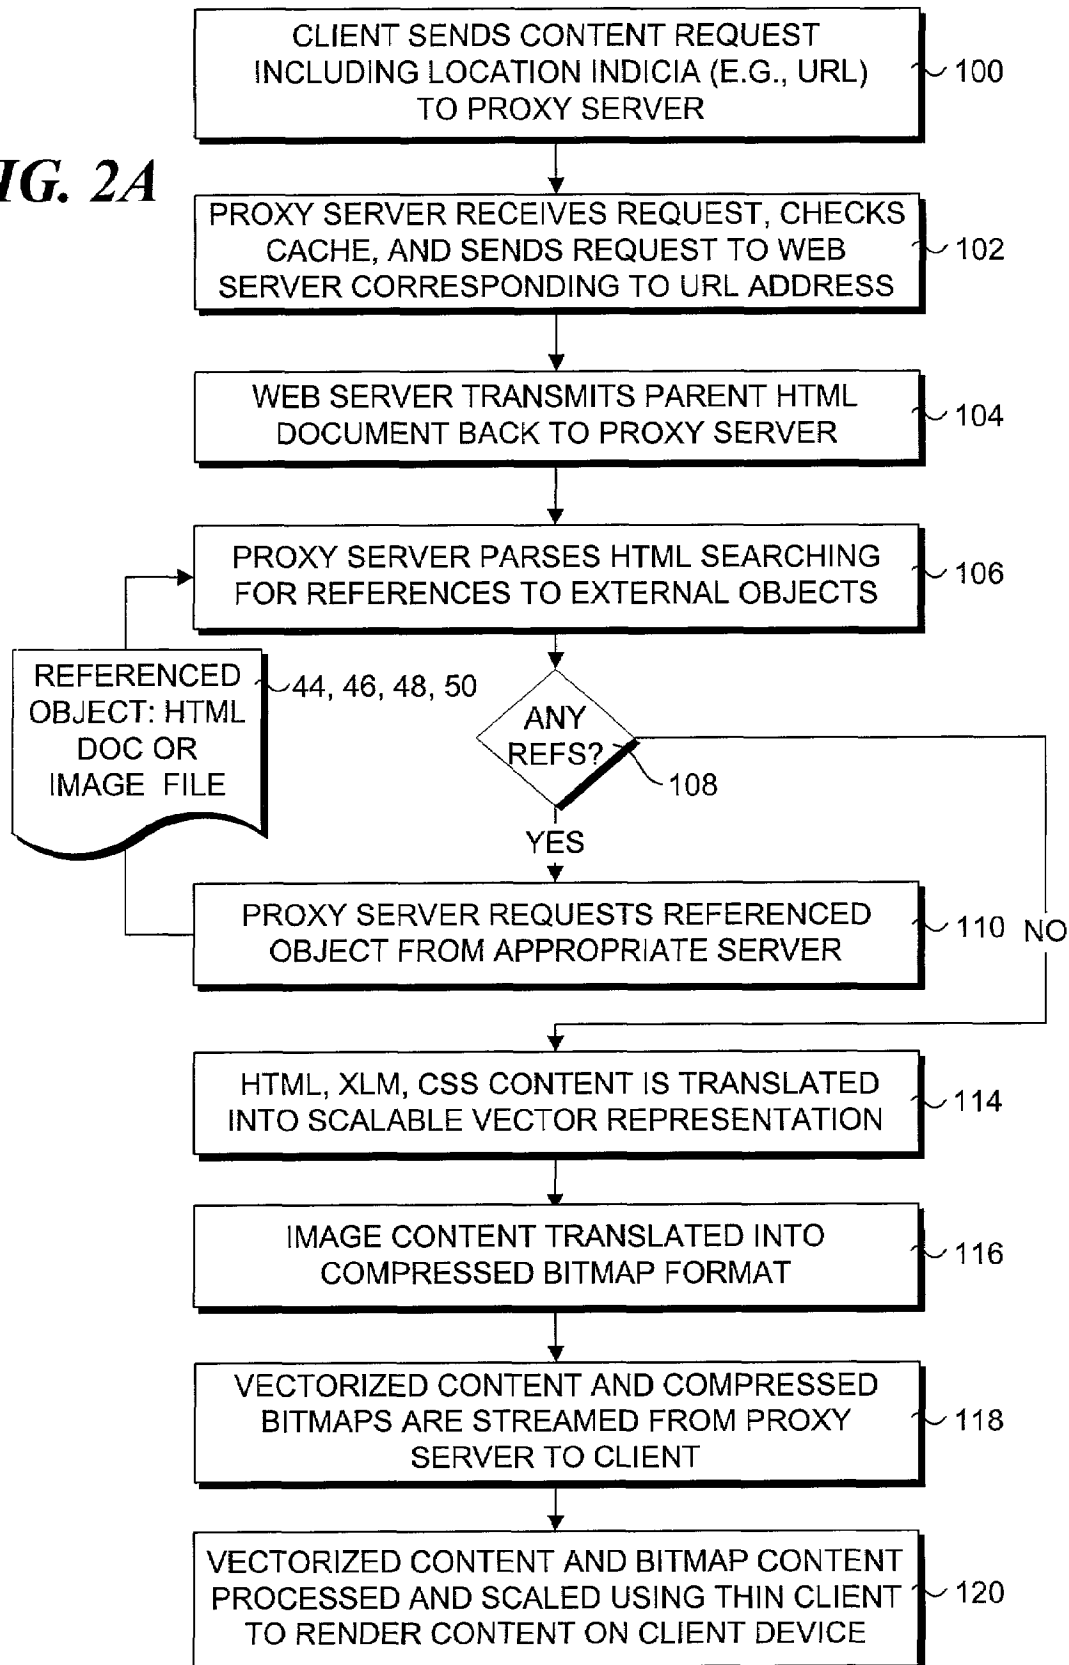 CLIENT SENDS CONTENT REQUEST
INCLUDING LOCATION INDICIA (E.G., URL)
TO PROXY SERVER
100
IG. 2A
PROXY SERVER RECEIVES REQUEST, CHECKS
CACHE, AND SENDS REQUEST TO WEB
SERVER CORRESPONDING TO URL ADDRESS
102
WEB SERVER TRANSMITS PARENT HTML
DOCUMENT BACK TO PROXY SERVER
104
PROXY SERVER PARSES HTML SEARCHING
FOR REFERENCES TO EXTERNAL OBJECTS
106
REFERENCED
OBJECT: HTML
DOC OR
IMAGE FILE
44, 46, 48, 50
ANY
REFS?
108
YES
PROXY SERVER REQUESTS REFERENCED
OBJECT FROM APPROPRIATE SERVER
110
NO
HTML, XLM, CSS CONTENT IS TRANSLATED
INTO SCALABLE VECTOR REPRESENTATION
114
IMAGE CONTENT TRANSLATED INTO
COMPRESSED BITMAP FORMAT
116
VECTORIZED CONTENT AND COMPRESSED
BITMAPS ARE STREAMED FROM PROXY
SERVER TO CLIENT
118
VECTORIZED CONTENT AND BITMAP CONTENT
PROCESSED AND SCALED USING THIN CLIENT
TO RENDER CONTENT ON CLIENT DEVICE
120